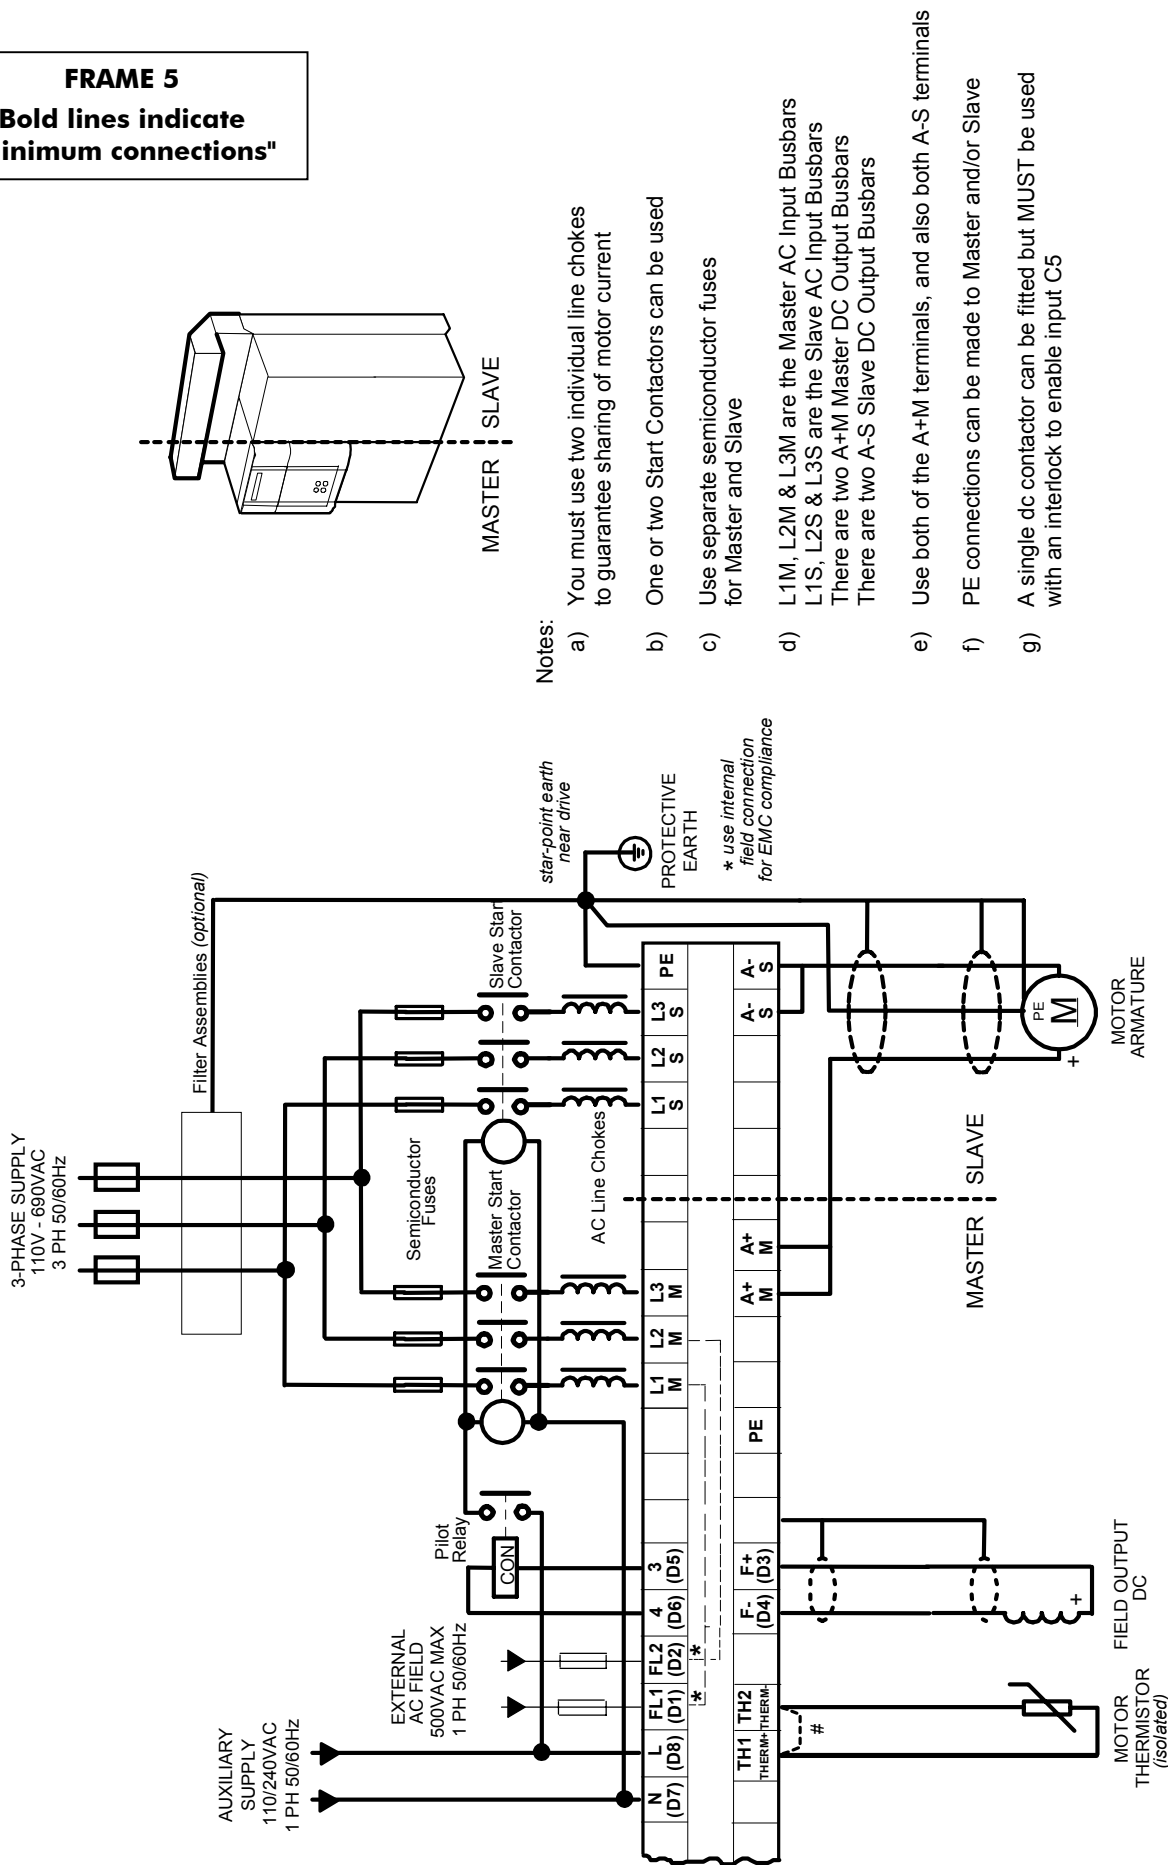 FRAME 5
Bold lines indicate
inimum connections"
MASTER SLAVE
Notes:
a) You must use two individual line chokes
to guarantee sharing of motor current
b) One or two Start Contactors can be used
c) Use separate semiconductor fuses
for Master and Slave
d) L1M, L2M & L3M are the Master AC Input Busbars
L1S, L2S & L3S are the Slave AC Input Busbars
There are two A+M Master DC Output Busbars
There are two A-S Slave DC Output Busbars
e) Use both of the A+M terminals, and also both A-S terminals
f) PE connections can be made to Master and/or Slave
g) A single dc contactor can be fitted but MUST be used
with an interlock to enable input C5
3-PHASE SUPPLY
110V - 690VAC
3 PH 50/60Hz
Filter Assemblies (optional)
Semiconductor
Fuses
Master Start
Contactor
Slave Start
Contactor
AC Line Chokes
Pilot
Relay
CON
AUXILIARY
SUPPLY
110/240VAC
1 PH 50/60Hz
EXTERNAL
AC FIELD
500VAC MAX
1 PH 50/60Hz
star-point earth
near drive
PROTECTIVE
EARTH
* use internal
field connection
for EMC compliance
N
(D7)
L
(D8)
FL1
(D1)
FL2
(D2)
4
(D6)
3
(D5)
L1
M
L2
M
L3
M
L1
S
L2
S
L3
S
PE
*
*
TH1
THERM+
TH2
THERM-
F-
(D4)
F+
(D3)
PE
A+
M
A+
M
A-
S
A-
S
#
MASTER SLAVE
MOTOR
THERMISTOR
(isolated)
+
FIELD OUTPUT
DC
+
PE
M
MOTOR
ARMATURE